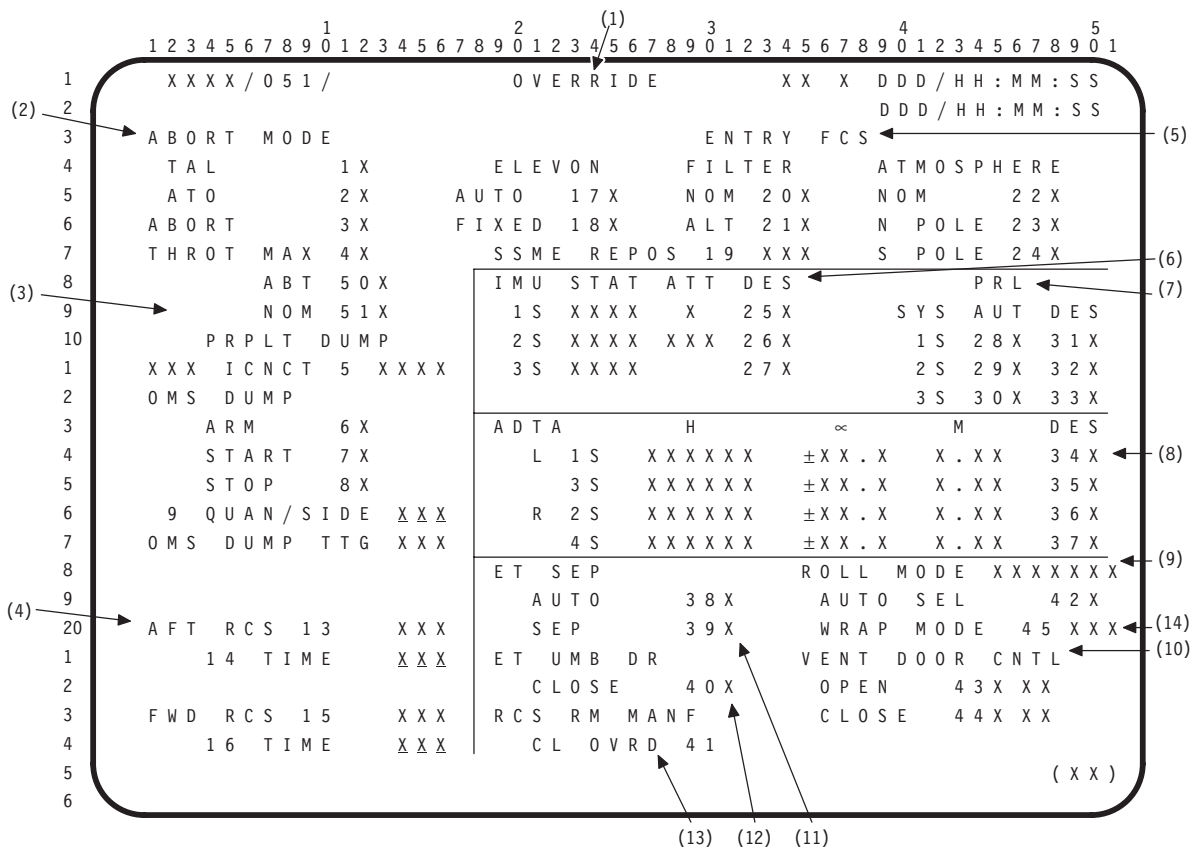 (1)
1 2 3 4 5
1 2 3 4 5 6 7 8 9 0 1 2 3 4 5 6 7 8 9 0 1 2 3 4 5 6 7 8 9 0 1 2 3 4 5 6 7 8 9 0 1 2 3 4 5 6 7 8 9 0 1
1 XXXX/051/ OVERRIDE XX X DDD/HH:MM:SS
2 DDD/HH:MM:SS
(2)
3 ABORT MODE ENTRY FCS (5)
4 TAL 1X ELEVON FILTER ATMOSPHERE
5 ATO 2X AUTO 17X NOM 20X NOM 22X
6 ABORT 3X FIXED 18X ALT 21X N POLE 23X
7 THROT MAX 4X SSME REPOS 19 XXX S POLE 24X
(6)
8 ABT 50X IMU STAT ATT DES PRL (7)
(3)
9 NOM 51X 1S XXXX X 25X SYS AUT DES
10 PRPLT DUMP 2S XXXX XXX 26X 1S 28X 31X
1 XXX ICNCT 5 XXXX 3S XXXX 27X 2S 29X 32X
2 OMS DUMP 3S 30X 33X
3 ARM 6X ADTA H ∝ M DES
4 START 7X L 1S XXXXXX ±XX.X X.XX 34X (8)
5 STOP 8X 3S XXXXXX ±XX.X X.XX 35X
6 9 QUAN/SIDE XXX R 2S XXXXXX ±XX.X X.XX 36X
7 OMS DUMP TTG XXX 4S XXXXXX ±XX.X X.XX 37X
8 ET SEP ROLL MODE XXXXXXX (9)
(4)
9 AUTO 38X AUTO SEL 42X
20 AFT RCS 13 XXX SEP 39X WRAP MODE 45 XXX (14)
1 14 TIME XXX ET UMB DR VENT DOOR CNTL (10)
2 CLOSE 40X OPEN 43X XX
3 FWD RCS 15 XXX RCS RM MANF CLOSE 44X XX
4 16 TIME XXX CL OVRD 41
5 (XX)
6
(13) (12) (11)